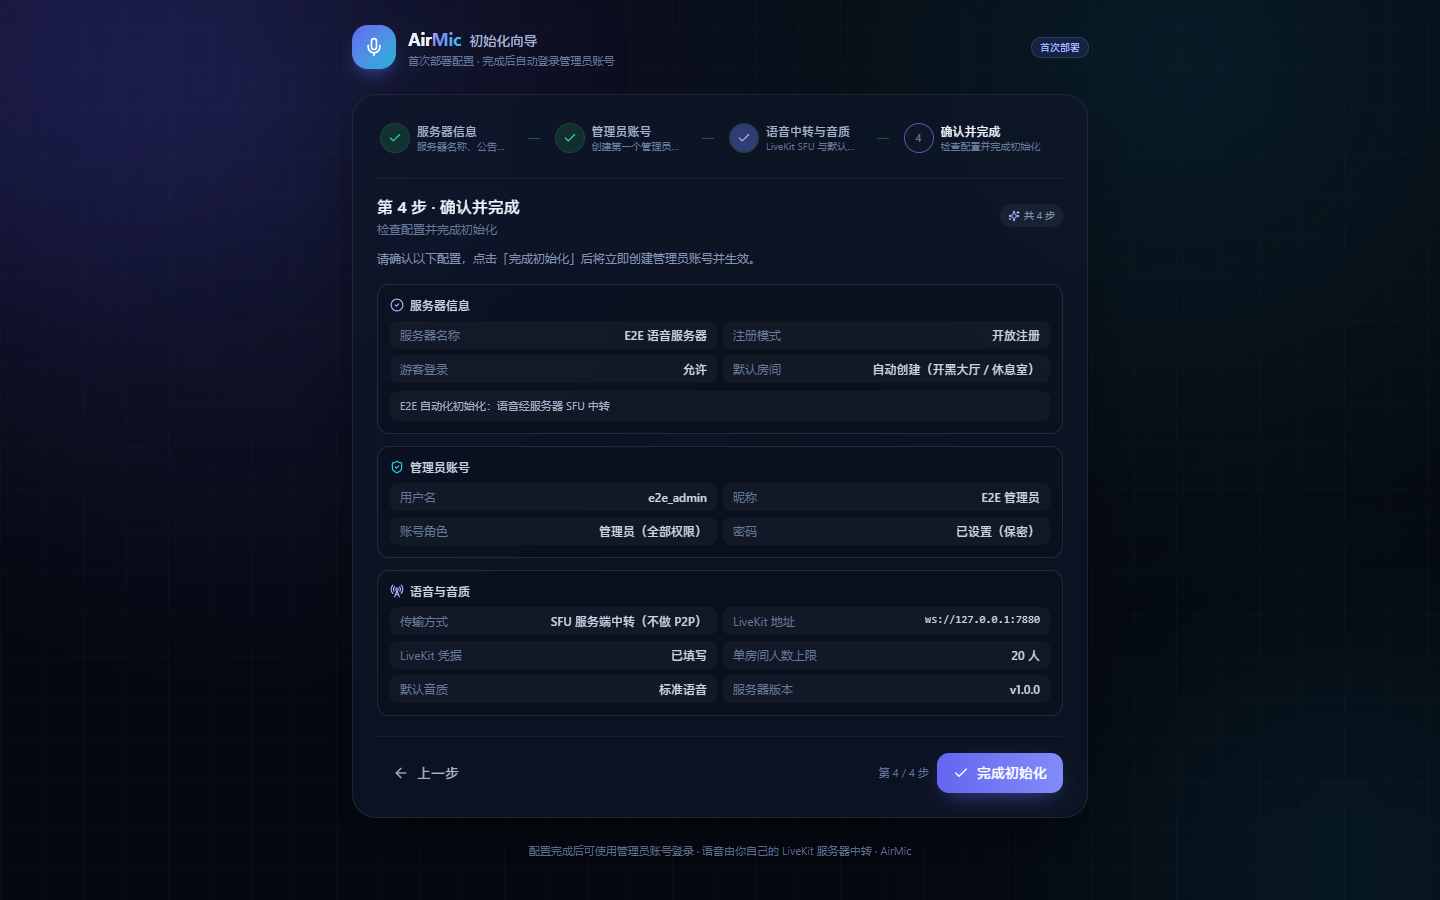 AirMic 初始化向导
首次部署配置 · 完成后自动登录管理员账号
首次部署
服务器信息
服务器名称、公告...
管理员账号
创建第一个管理员...
语音中转与音质
LiveKit SFU 与默认...
4
确认并完成
检查配置并完成初始化
第 4 步 · 确认并完成
检查配置并完成初始化
共 4 步
请确认以下配置，点击「完成初始化」后将立即创建管理员账号并生效。
服务器信息
服务器名称 E2E 语音服务器
注册模式 开放注册
游客登录 允许
默认房间 自动创建（开黑大厅 / 休息室）
E2E 自动化初始化：语音经服务器 SFU 中转
管理员账号
用户名 e2e_admin
昵称 E2E 管理员
账号角色 管理员（全部权限）
密码 已设置（保密）
语音与音质
传输方式 SFU 服务端中转（不做 P2P）
LiveKit 地址 ws://127.0.0.1:7880
LiveKit 凭据 已填写
单房间人数上限 20 人
默认音质 标准语音
服务器版本 v1.0.0
上一步
第 4 / 4 步
完成初始化
配置完成后可使用管理员账号登录 · 语音由你自己的 LiveKit 服务器中转 · AirMic